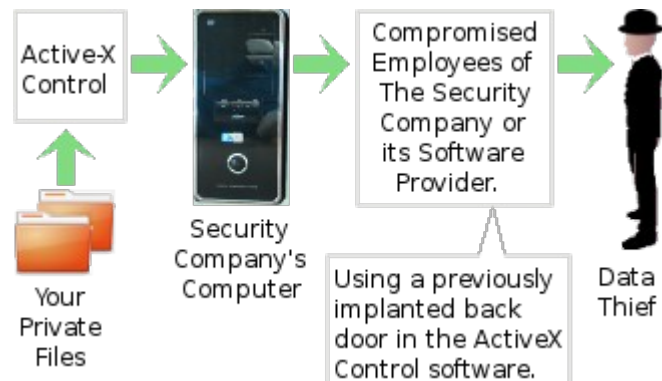 Active-X
Control
Compromised
Employees of
The Security
Company or
its Software
Provider.
Security
Company's
Computer
Your
Private
Files
Using a previously
implanted back
door in the ActiveX
Control software.
Data
Thief